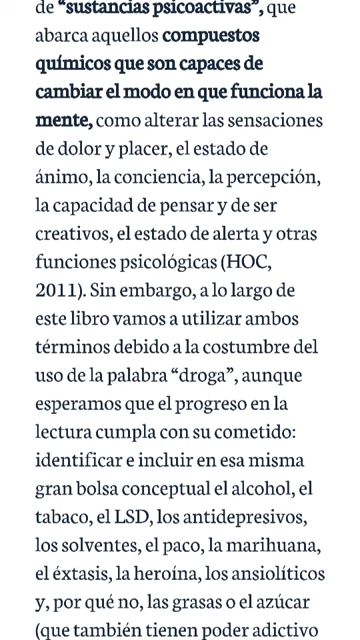 de “sustancias psicoactivas”, que
abarca aquellos compuestos
químicos que son capaces de
cambiar el modo en que funciona la
mente, como alterar las sensaciones
de dolor y placer, el estado de
ánimo, la conciencia, la percepción,
la capacidad de pensar y de ser
creativos, el estado de alerta y otras
funciones psicológicas (HOC,
2011). Sin embargo, a lo largo de
este libro vamos a utilizar ambos
términos debido a la costumbre del
uso de la palabra “droga”, aunque
esperamos que el progreso en la
lectura cumpla con su cometido:
identificar e incluir en esa misma
gran bolsa conceptual el alcohol, el
tabaco, el LSD, los antidepresivos,
los solventes, el paco, la marihuana,
el éxtasis, la heroína, los ansiolíticos
y, por qué no, las grasas o el azúcar
(que también tienen poder adictivo